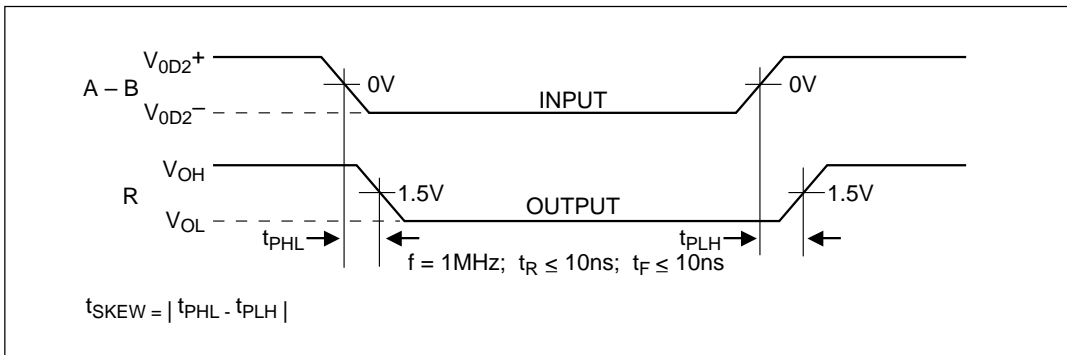 V0D2+
A – B
0V
0V
INPUT
V0D2–
VOH
R
1.5V
1.5V
OUTPUT
VOL
tPHL
tPLH
f = 1MHz; tR ≤ 10ns; tF ≤ 10ns
tSKEW = | tPHL - tPLH |